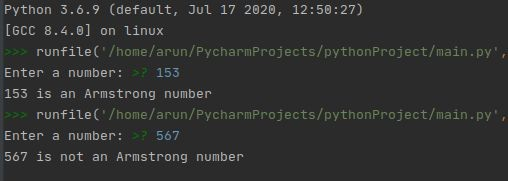 Python 3.6.9 (default, Jul 17 2020, 12:50:27)
[GCC 8.4.0] on linux
>>> runfile('/home/arun/PycharmProjects/pythonProject/main.py',
Enter a number: >? 153
153 is an Armstrong number
>>> runfile('/home/arun/PycharmProjects/pythonProject/main.py',
Enter a number: >? 567
567 is not an Armstrong number